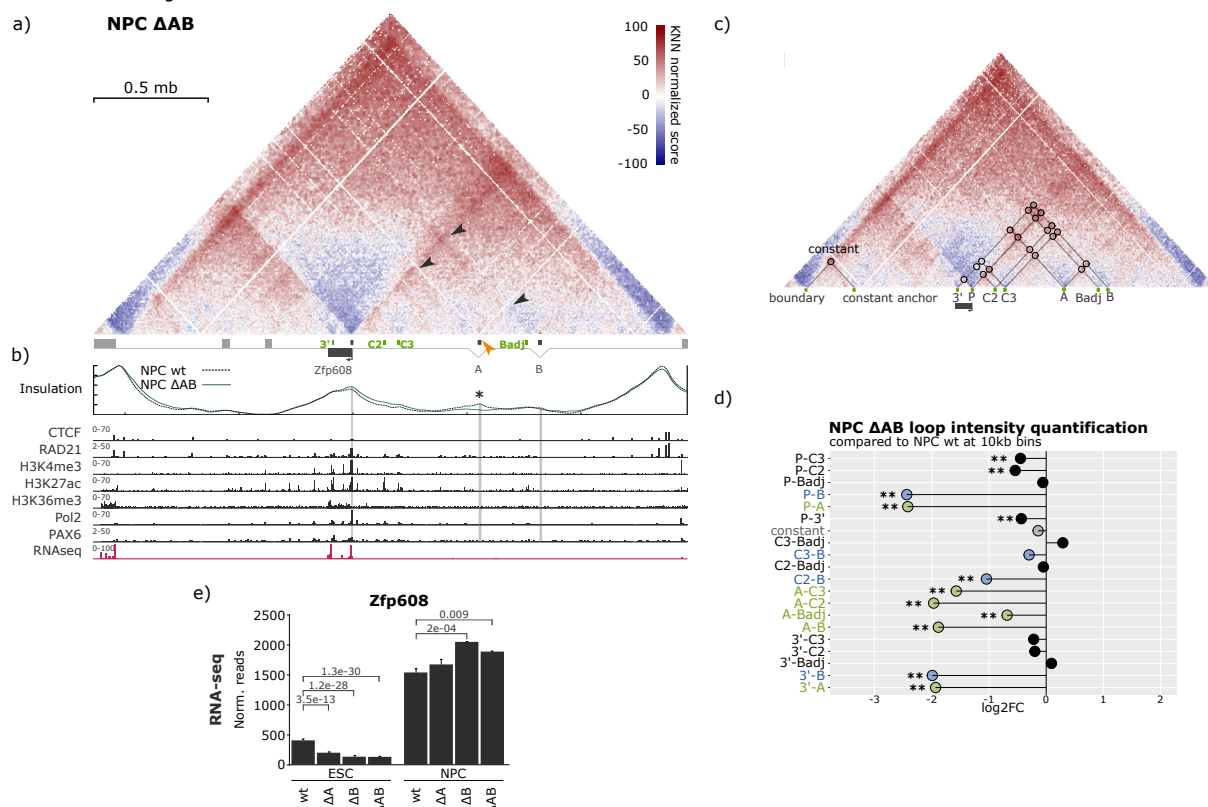 a)
NPC ΔAB
0.5 mb
100
50
0
-50
-100
KNN normalized score
3'
C2
C3
Badj
Zfp608
A
B
b)
NPC wt
NPC ΔAB
Insulation
*
CTCF
0-70
RAD21
2-50
H3K4me3
0-70
H3K27ac
0-70
H3K36me3
0-70
Pol2
0-70
PAX6
2-50
RNAseq
0-100
c)
constant
boundary
constant anchor
3'
P
C2
C3
A
Badj
B
d)
NPC ΔAB loop intensity quantification
compared to NPC wt at 10kb bins
P-C3 **
P-C2 **
P-Badj
P-B **
P-A **
P-3' **
constant
C3-Badj
C3-B
C2-Badj
C2-B **
A-C3 **
A-C2 **
A-Badj **
A-B **
3'-C3
3'-C2
3'-Badj
3'-B **
3'-A **
-3 -2 -1 0 1 2
log2FC
e)
Zfp608
RNA-seq
Norm. reads
2500
2000
1500
1000
500
0
1.3e-30
1.2e-28
3.5e-13
0.009
2e-04
wt ΔA ΔB ΔAB wt ΔA ΔB ΔAB
ESC NPC